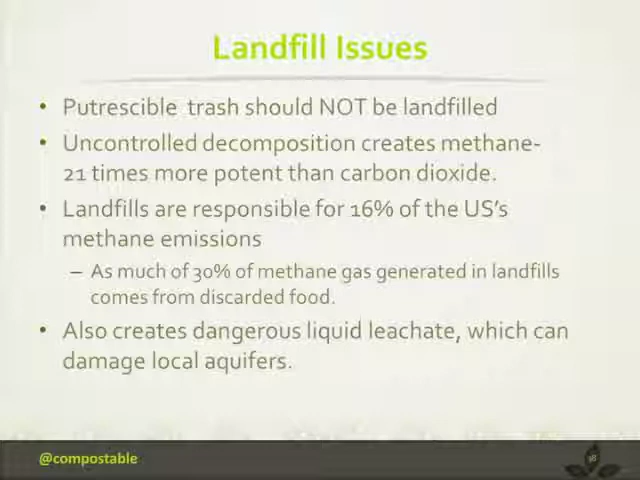 Landfill Issues
• Putrescible trash should NOT be landfilled
• Uncontrolled decomposition creates methane-
21 times more potent than carbon dioxide.
• Landfills are responsible for 16% of the US's
methane emissions
– As much of 30% of methane gas generated in landfills
comes from discarded food.
• Also creates dangerous liquid leachate, which can
damage local aquifers.
@compostable
38